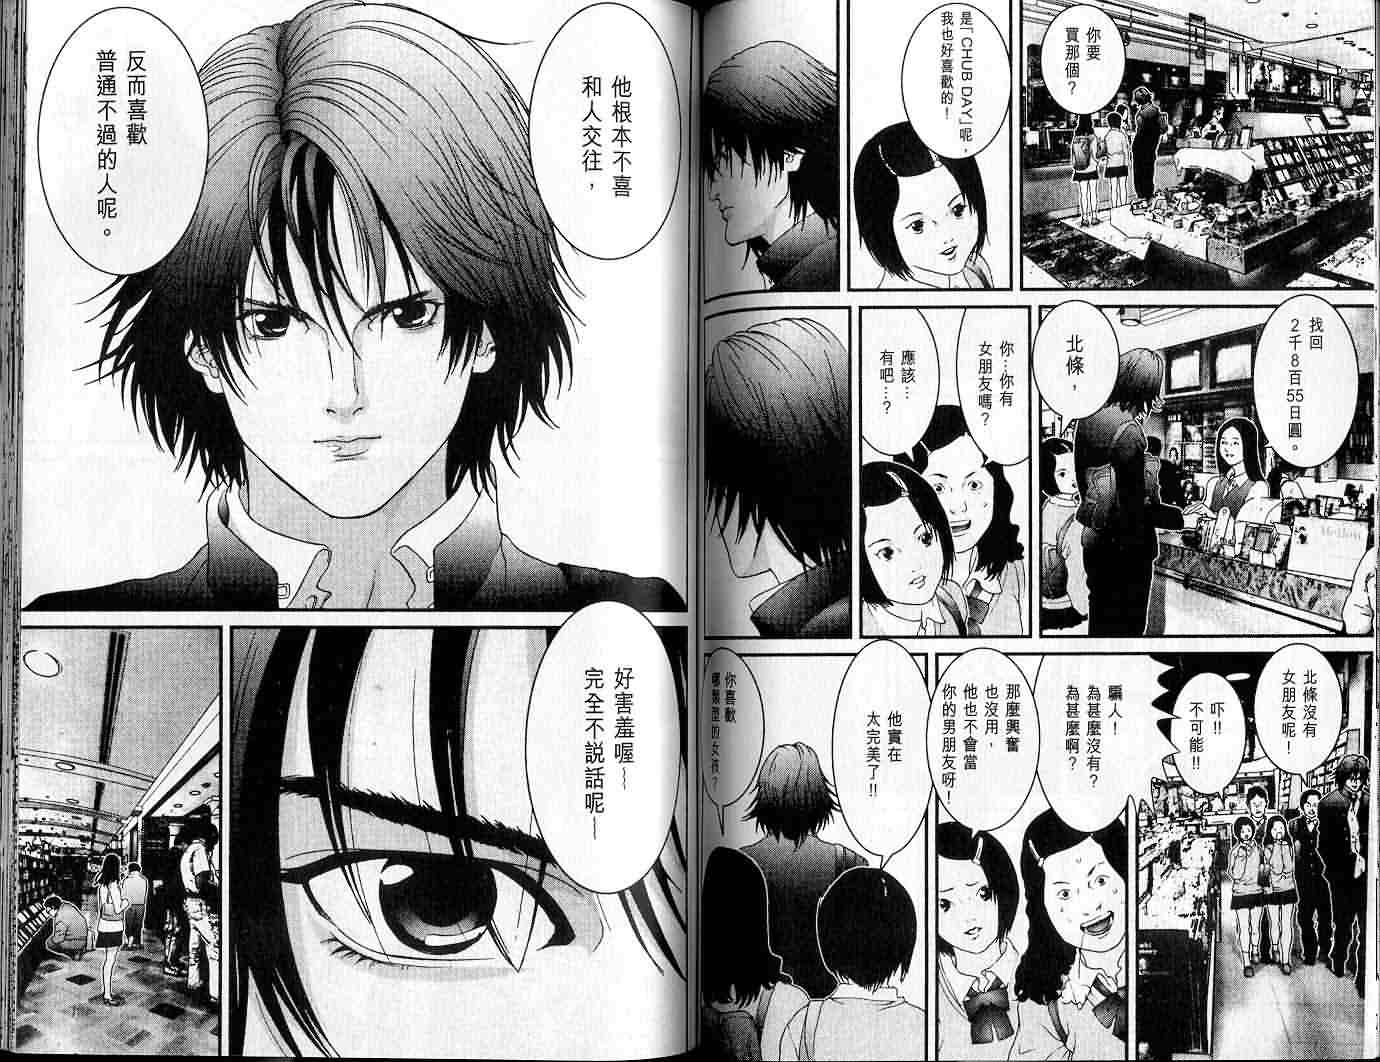 你要
買那個？
是「CHUB DAY」呢，
我也好喜歡的！
找回
2千8百55日圓。
北條，
你…你有
女朋友嗎？
應該…
有吧…？
北條沒有
女朋友呢！
吓!!
不可能!!
騙人！
為甚麼沒有？
為甚麼啊？
那麼興奮
也沒用，
他也不會當
你的男朋友呀！
他實在
太完美了!!
你喜歡
的女孩？
他根本不喜
和人交往，
反而喜歡
普通不過的人呢。
好害羞喔～
完全不說話呢～